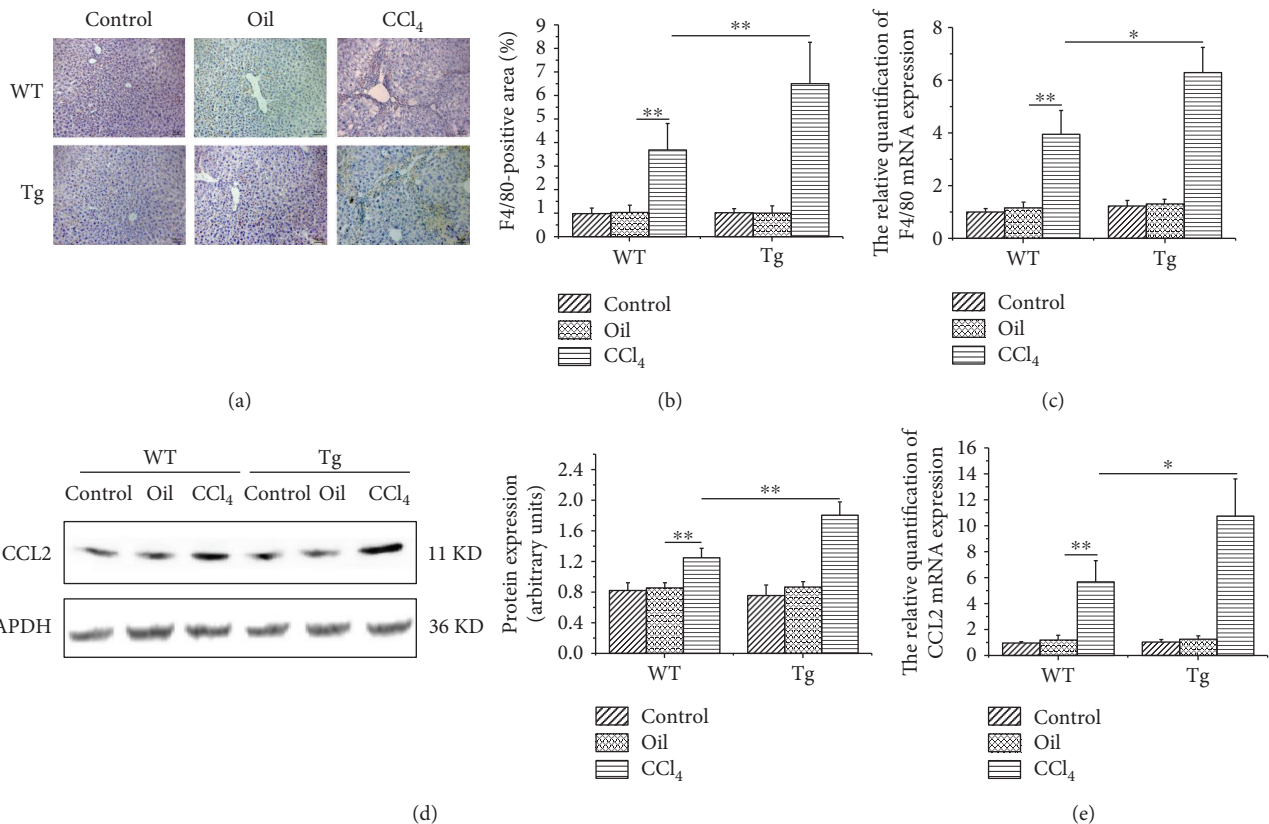 Control Oil CCl₄
WT
Tg
(a)
F4/80-positive area (%)
9
8
7
6
5
4
3
2
1
0
**
**
WT Tg
Control
Oil
CCl₄
(b)
The relative quantification of
F4/80 mRNA expression
8
6
4
2
0
**
*
WT Tg
Control
Oil
CCl₄
(c)
WT Tg
Control Oil CCl₄ Control Oil CCl₄
CCL2 11 KD
APDH 36 KD
Protein expression
(arbitrary units)
2.4
2.0
1.6
1.2
0.8
0.4
0.0
**
**
WT Tg
Control
Oil
CCl₄
(d)
The relative quantification of
CCL2 mRNA expression
16
14
12
10
8
6
4
2
0
**
*
WT Tg
Control
Oil
CCl₄
(e)